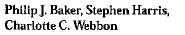 Philip J. Baker, Stephen Harris,
Charlotte C. Webbon